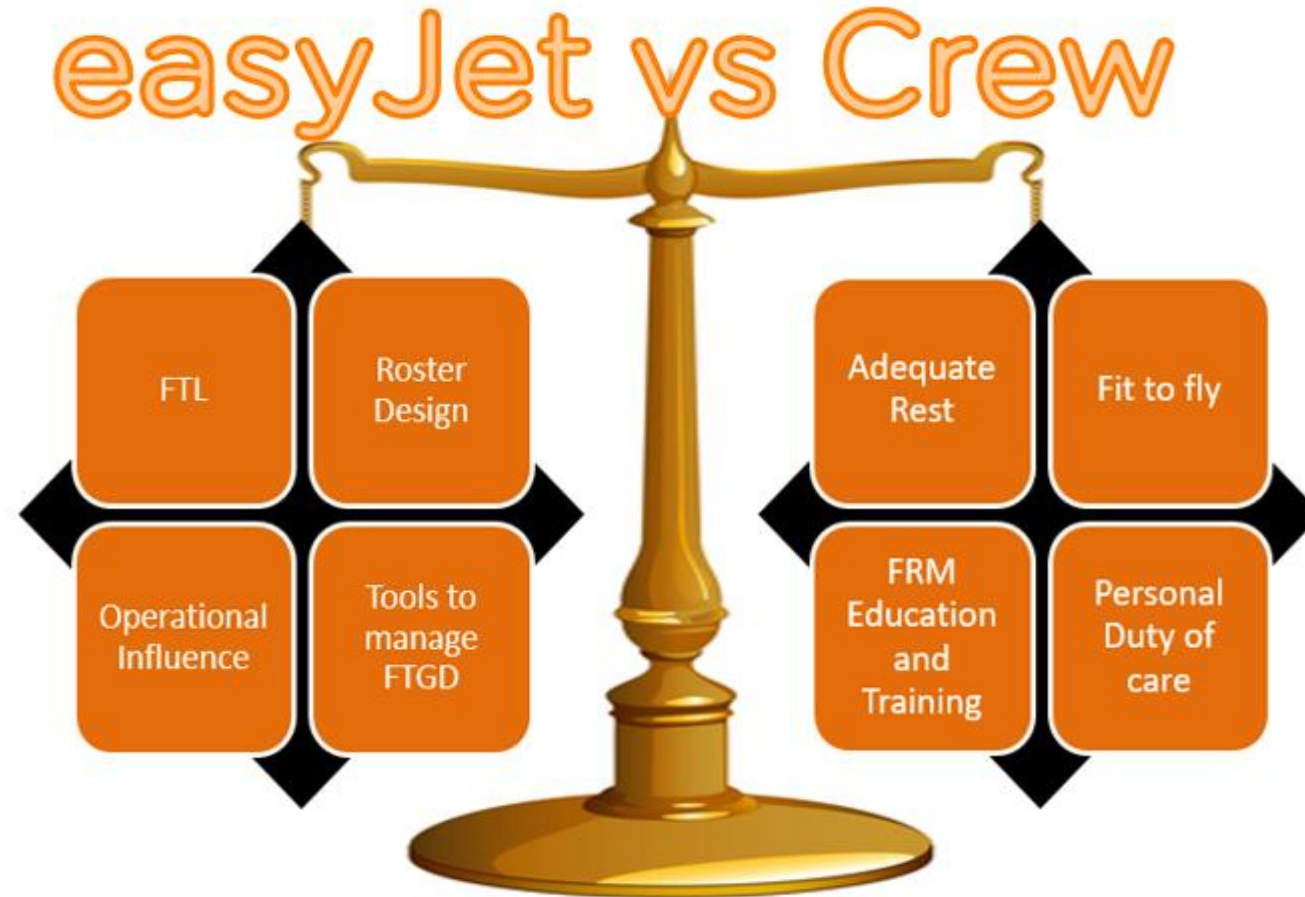 easyJet vs Crew
FTL
Roster
Design
Operational
Influence
Tools to
manage
FTGD
Adequate
Rest
Fit to fly
FRM
Education
and
Training
Personal
Duty of
care